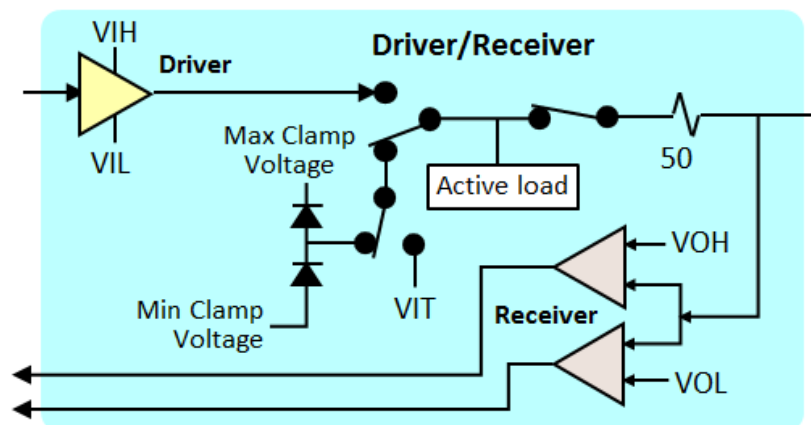 VIH
Driver/Receiver
Driver
VIL
Max Clamp
Voltage
50
Active load
VOH
VIT
Min Clamp
Voltage
Receiver
VOL